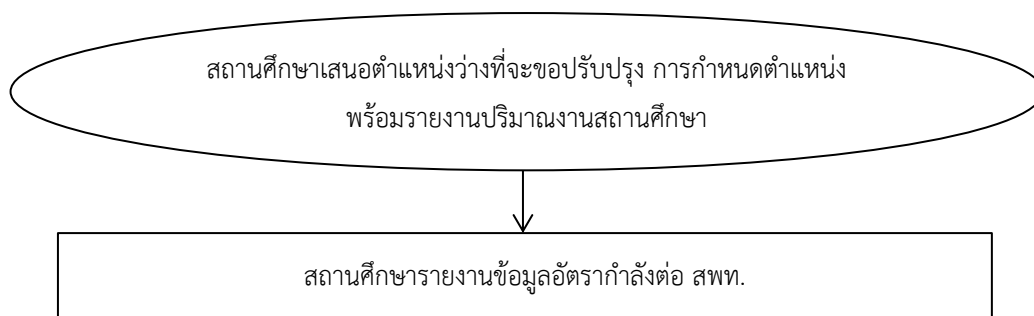 สถานศึกษาเสนอตำแหน่งว่างที่จะขอปรับปรุง การกำหนดตำแหน่ง
พร้อมรายงานปริมาณงานสถานศึกษา
สถานศึกษารายงานข้อมูลอัตรากำลังต่อ สพท.